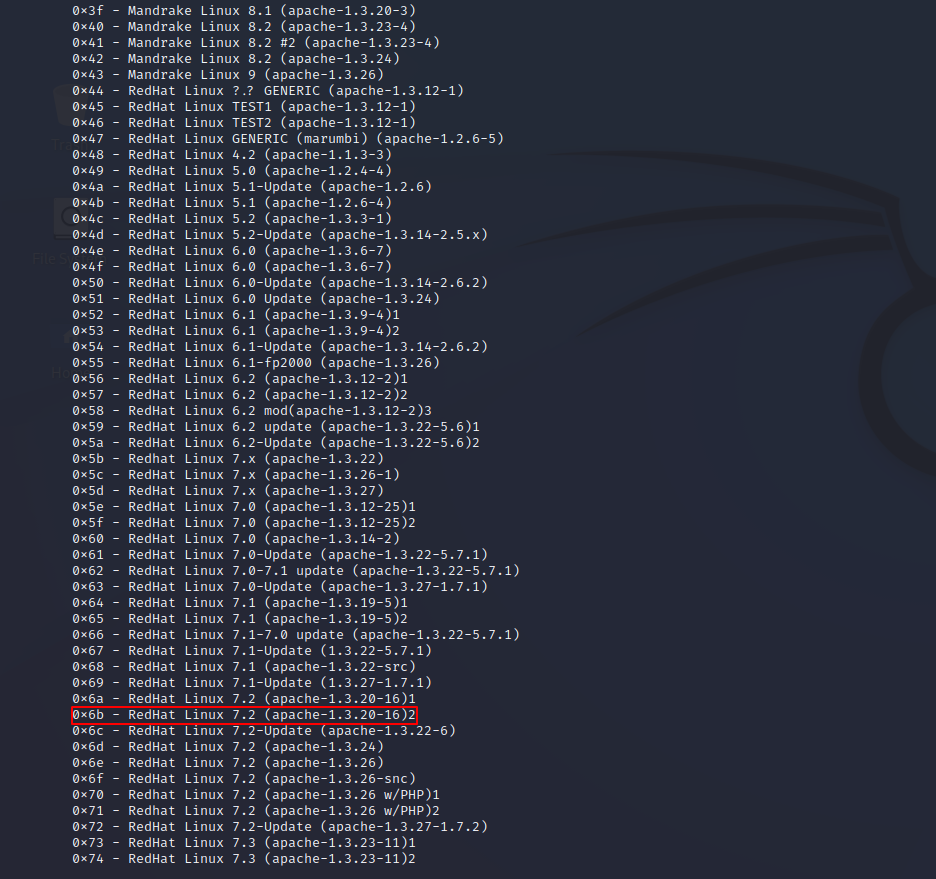 0×3f - Mandrake Linux 8.1 (apache-1.3.20-3)
0×40 - Mandrake Linux 8.2 (apache-1.3.23-4)
0×41 - Mandrake Linux 8.2 #2 (apache-1.3.23-4)
0×42 - Mandrake Linux 8.2 (apache-1.3.24)
0×43 - Mandrake Linux 9 (apache-1.3.26)
0×44 - RedHat Linux ?.? GENERIC (apache-1.3.12-1)
0×45 - RedHat Linux TEST1 (apache-1.3.12-1)
0×46 - RedHat Linux TEST2 (apache-1.3.12-1)
0×47 - RedHat Linux GENERIC (marumbi) (apache-1.2.6-5)
0×48 - RedHat Linux 4.2 (apache-1.1.3-3)
0×49 - RedHat Linux 5.0 (apache-1.2.4-4)
0×4a - RedHat Linux 5.1-Update (apache-1.2.6)
0×4b - RedHat Linux 5.1 (apache-1.2.6-4)
0×4c - RedHat Linux 5.2 (apache-1.3.3-1)
0×4d - RedHat Linux 5.2-Update (apache-1.3.14-2.5.x)
0×4e - RedHat Linux 6.0 (apache-1.3.6-7)
0×4f - RedHat Linux 6.0 (apache-1.3.6-7)
0×50 - RedHat Linux 6.0-Update (apache-1.3.14-2.6.2)
0×51 - RedHat Linux 6.0 Update (apache-1.3.24)
0×52 - RedHat Linux 6.1 (apache-1.3.9-4)1
0×53 - RedHat Linux 6.1 (apache-1.3.9-4)2
0×54 - RedHat Linux 6.1-Update (apache-1.3.14-2.6.2)
0×55 - RedHat Linux 6.1-fp2000 (apache-1.3.26)
0×56 - RedHat Linux 6.2 (apache-1.3.12-2)1
0×57 - RedHat Linux 6.2 (apache-1.3.12-2)2
0×58 - RedHat Linux 6.2 mod(apache-1.3.12-2)3
0×59 - RedHat Linux 6.2 update (apache-1.3.22-5.6)1
0×5a - RedHat Linux 6.2-Update (apache-1.3.22-5.6)2
0×5b - RedHat Linux 7.x (apache-1.3.22)
0×5c - RedHat Linux 7.x (apache-1.3.26-1)
0×5d - RedHat Linux 7.x (apache-1.3.27)
0×5e - RedHat Linux 7.0 (apache-1.3.12-25)1
0×5f - RedHat Linux 7.0 (apache-1.3.12-25)2
0×60 - RedHat Linux 7.0 (apache-1.3.14-2)
0×61 - RedHat Linux 7.0-Update (apache-1.3.22-5.7.1)
0×62 - RedHat Linux 7.0-7.1 update (apache-1.3.22-5.7.1)
0×63 - RedHat Linux 7.0-Update (apache-1.3.27-1.7.1)
0×64 - RedHat Linux 7.1 (apache-1.3.19-5)1
0×65 - RedHat Linux 7.1 (apache-1.3.19-5)2
0×66 - RedHat Linux 7.1-7.0 update (apache-1.3.22-5.7.1)
0×67 - RedHat Linux 7.1-Update (1.3.22-5.7.1)
0×68 - RedHat Linux 7.1 (apache-1.3.22-src)
0×69 - RedHat Linux 7.1-Update (1.3.27-1.7.1)
0×6a - RedHat Linux 7.2 (apache-1.3.20-16)1
0×6b - RedHat Linux 7.2 (apache-1.3.20-16)2
0×6c - RedHat Linux 7.2-Update (apache-1.3.22-6)
0×6d - RedHat Linux 7.2 (apache-1.3.24)
0×6e - RedHat Linux 7.2 (apache-1.3.26)
0×6f - RedHat Linux 7.2 (apache-1.3.26-snc)
0×70 - RedHat Linux 7.2 (apache-1.3.26 w/PHP)1
0×71 - RedHat Linux 7.2 (apache-1.3.26 w/PHP)2
0×72 - RedHat Linux 7.2-Update (apache-1.3.27-1.7.2)
0×73 - RedHat Linux 7.3 (apache-1.3.23-11)1
0×74 - RedHat Linux 7.3 (apache-1.3.23-11)2